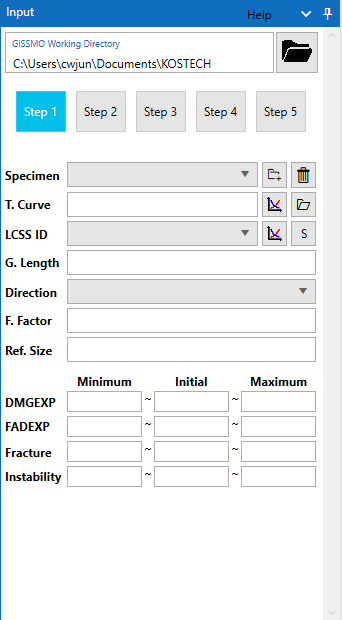 Input Help
GISSMO Working Directory
C:\Users\cwjun\Documents\KOSTECH
Step 1 Step 2 Step 3 Step 4 Step 5
Specimen
T. Curve
LCSS ID S
G. Length
Direction
F. Factor
Ref. Size
Minimum Initial Maximum
DMGEXP ~ ~
FADEXP ~ ~
Fracture ~ ~
Instability ~ ~